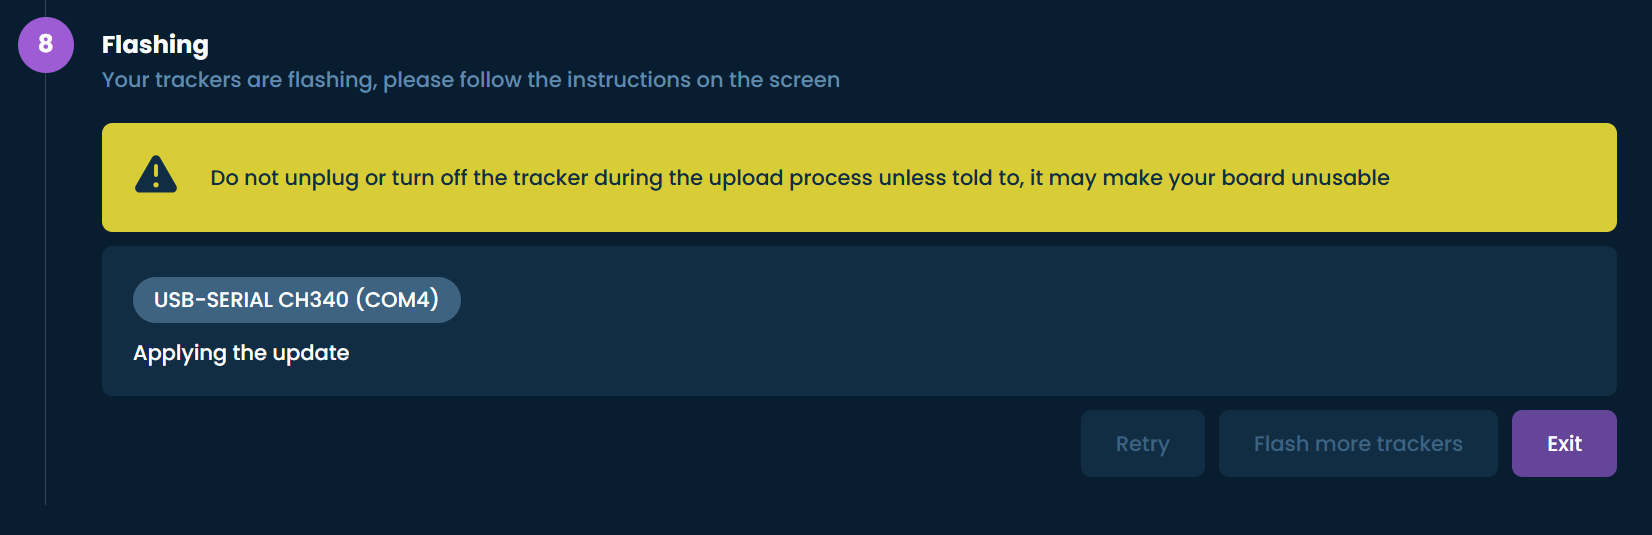 8
Flashing
Your trackers are flashing, please follow the instructions on the screen
Do not unplug or turn off the tracker during the upload process unless told to, it may make your board unusable
USB-SERIAL CH340 (COM4)
Applying the update
Retry
Flash more trackers
Exit